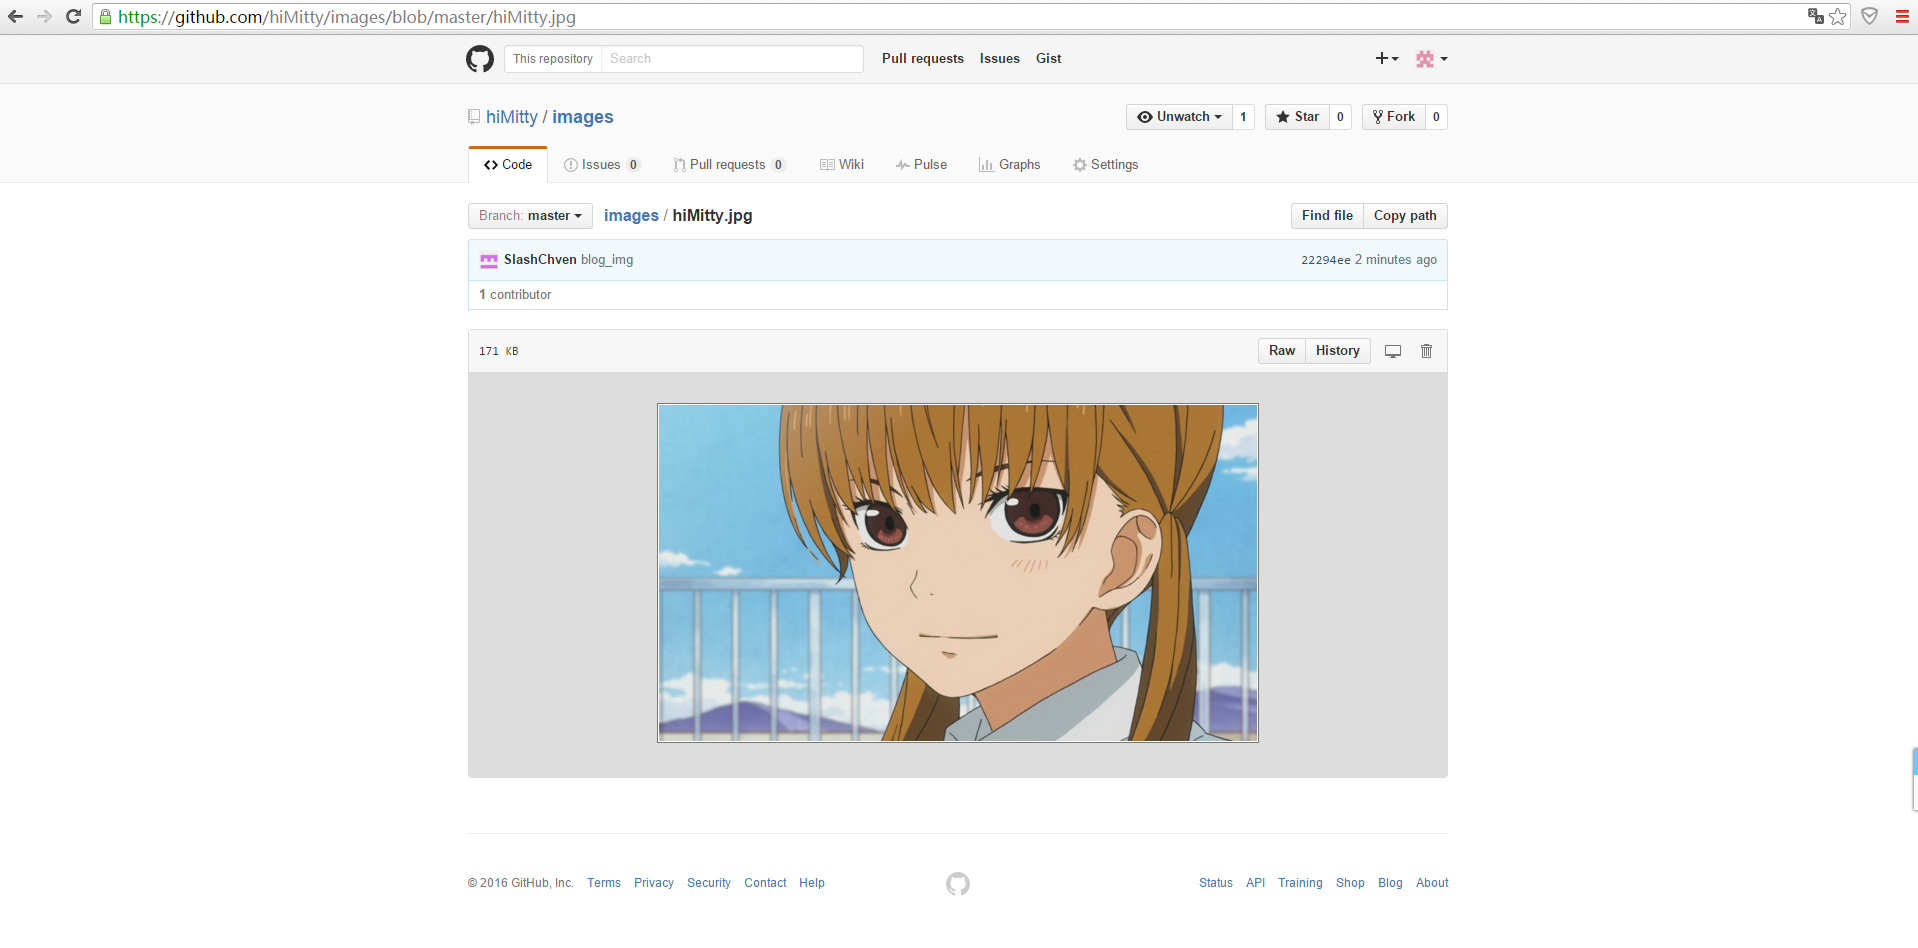 https://github.com/hiMitty/images/blob/master/hiMitty.jpg
This repository Search Pull requests Issues Gist
hiMitty / images Unwatch 1 Star 0 Fork 0
Code Issues 0 Pull requests 0 Wiki Pulse Graphs Settings
Branch: master images / hiMitty.jpg Find file Copy path
SlashChven blog_img 22294ee 2 minutes ago
1 contributor
171 KB Raw History
© 2016 GitHub, Inc. Terms Privacy Security Contact Help Status API Training Shop Blog About